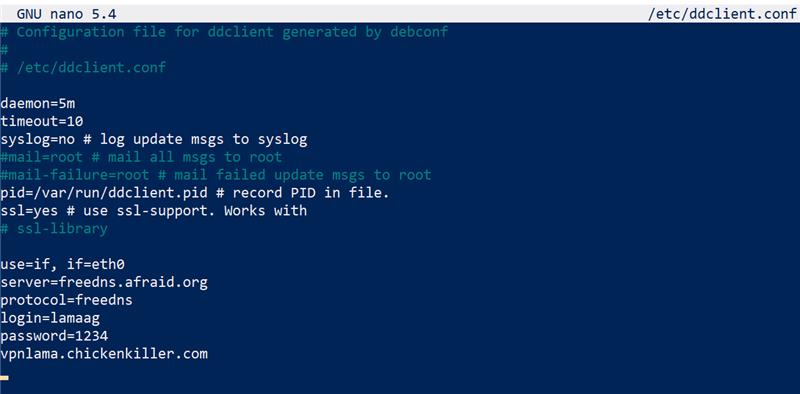 GNU nano 5.4 /etc/ddclient.conf
# Configuration file for ddclient generated by debconf
#
# /etc/ddclient.conf
daemon=5m
timeout=10
syslog=no # log update msgs to syslog
#mail=root # mail all msgs to root
#mail-failure=root # mail failed update msgs to root
pid=/var/run/ddclient.pid # record PID in file.
ssl=yes # use ssl-support. Works with
# ssl-library
use=if, if=eth0
server=freedns.afraid.org
protocol=freedns
login=lamaag
password=1234
vpnlama.chickenkiller.com